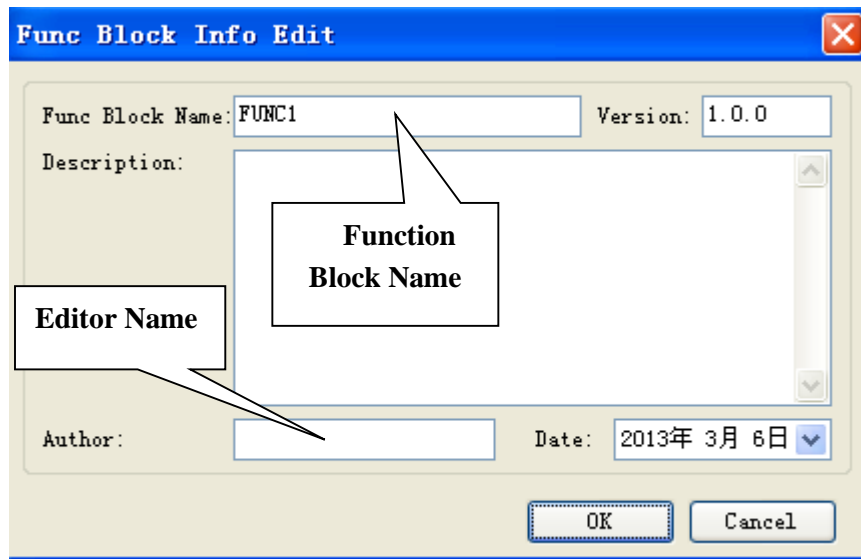 Func Block Info Edit
Func Block Name: FUNC1 Version: 1.0.0
Description:
Function
Block Name
Editor Name
Author: Date: 2013年 3月 6日
OK Cancel